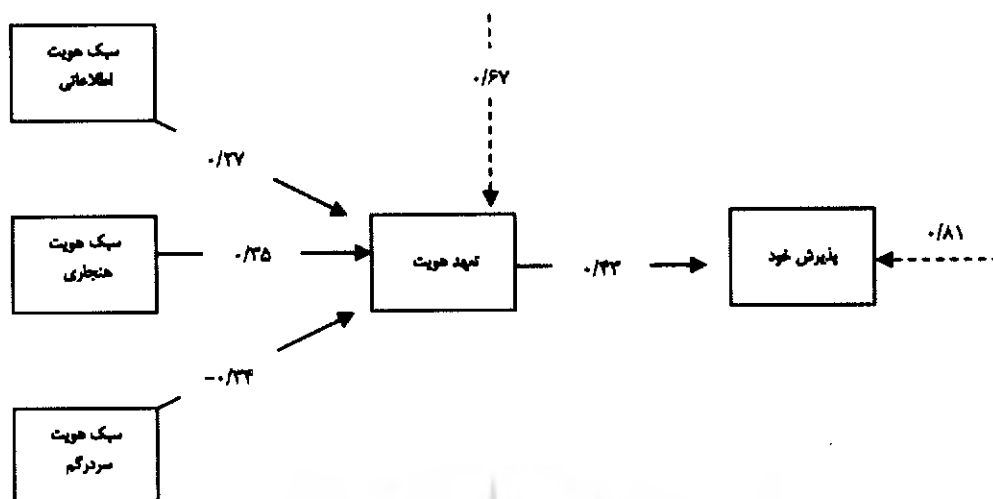 سبک هویت
اطلاعاتی
۰/۶۷
۰/۲۷
سبک هویت
هنجاری
۰/۳۵
تعهد هویت
۰/۴۳
پذیرش خود
۰/۸۱
-۰/۳۴
سبک هویت
سردرگم